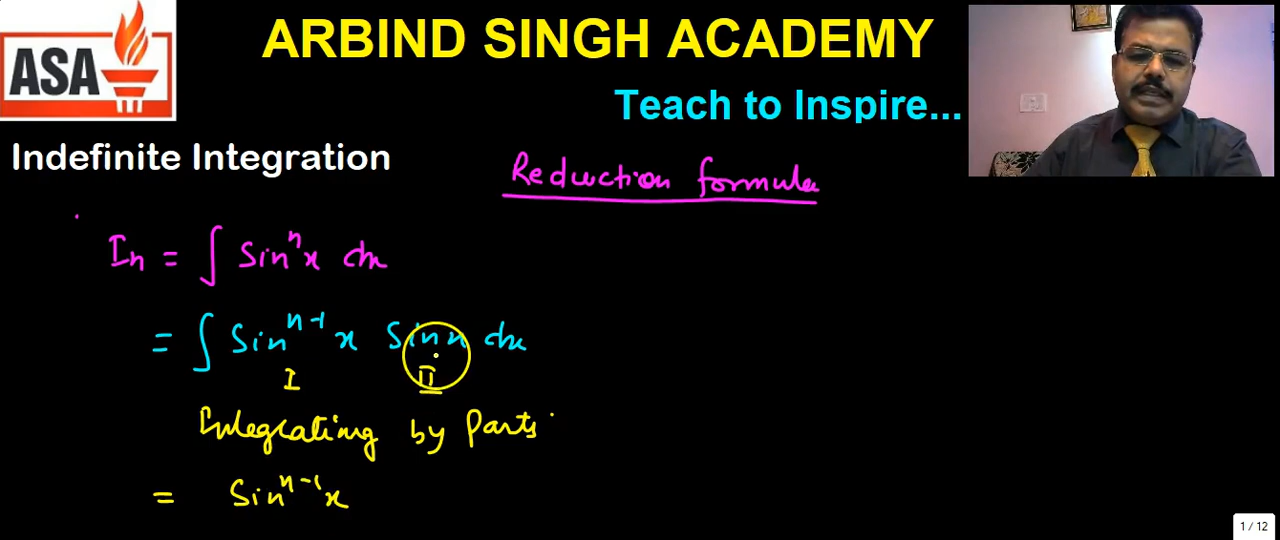 ASA
ARBIND SINGH ACADEMY
Teach to Inspire...
Indefinite Integration
Reduction formula
In = ∫ Sinⁿx dx
= ∫ Sinⁿ⁻¹x Sinx dx
I II
Integrating by Parts
= Sinⁿ⁻¹x
1 / 12